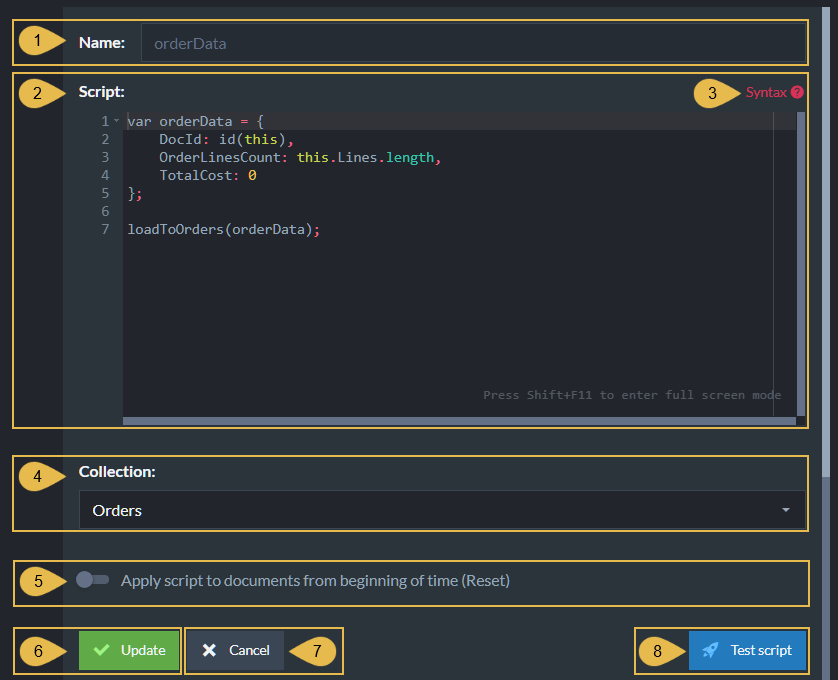 1 Name: orderData
2 Script: 3 Syntax ?
1 var orderData = {
2 DocId: id(this),
3 OrderLinesCount: this.Lines.length,
4 TotalCost: 0
5 };
6
7 loadToOrders(orderData);
Press Shift+F11 to enter full screen mode
4 Collection:
Orders
5 Apply script to documents from beginning of time (Reset)
6 Update Cancel 7 8 Test script